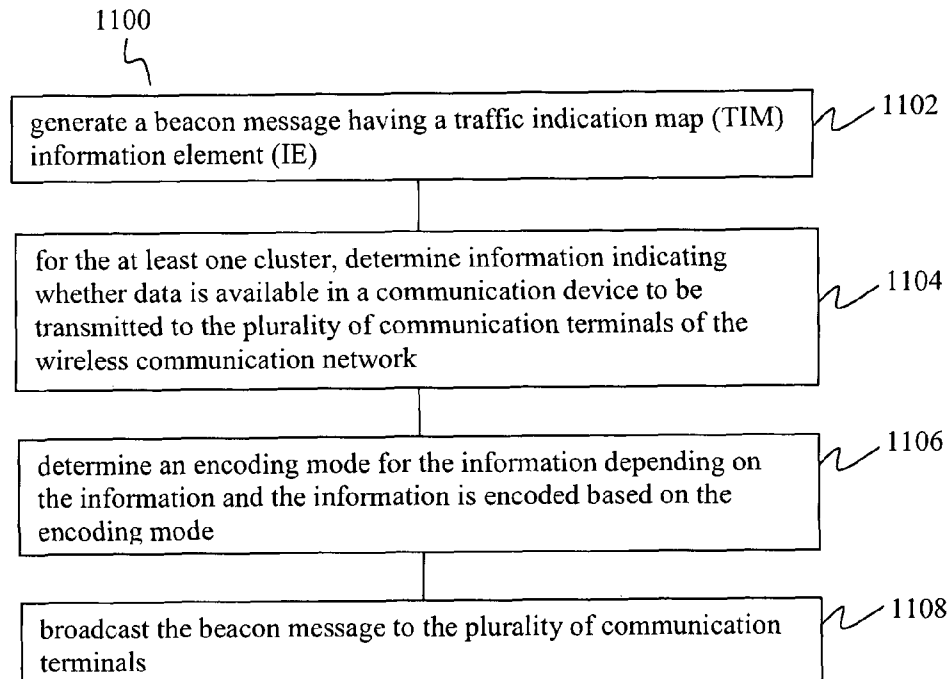 1100
generate a beacon message having a traffic indication map (TIM)
information element (IE)
1102
for the at least one cluster, determine information indicating
whether data is available in a communication device to be
transmitted to the plurality of communication terminals of the
wireless communication network
1104
determine an encoding mode for the information depending on
the information and the information is encoded based on the
encoding mode
1106
broadcast the beacon message to the plurality of communication
terminals
1108